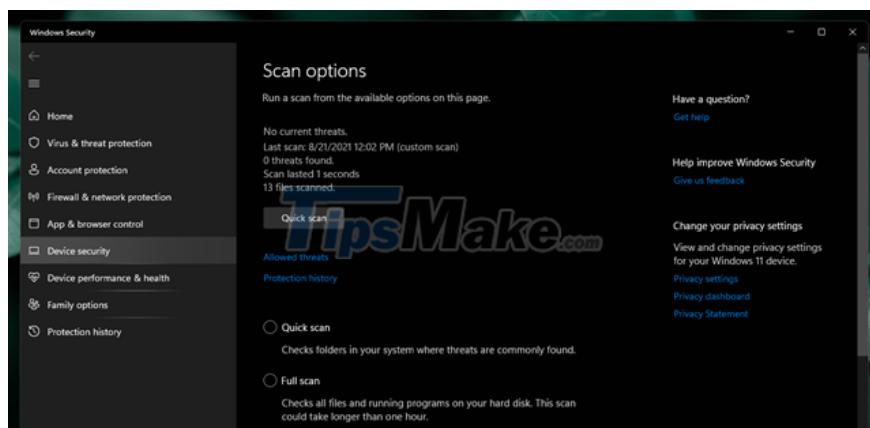 Windows Security
Home
Virus & threat protection
Account protection
Firewall & network protection
App & browser control
Device security
Device performance & health
Family options
Protection history
Scan options
Run a scan from the available options on this page.
No current threats.
Last scan: 8/21/2021 12:02 PM (custom scan)
0 threats found.
Scan lasted 1 seconds
13 files scanned.
Quick scan
TipsMake.com
Allowed threats
Protection history
Quick scan
Checks folders in your system where threats are commonly found.
Full scan
Checks all files and running programs on your hard disk. This scan
could take longer than one hour.
Have a question?
Get help
Help improve Windows Security
Give us feedback
Change your privacy settings
View and change privacy settings
for your Windows 11 device.
Privacy settings
Privacy dashboard
Privacy Statement